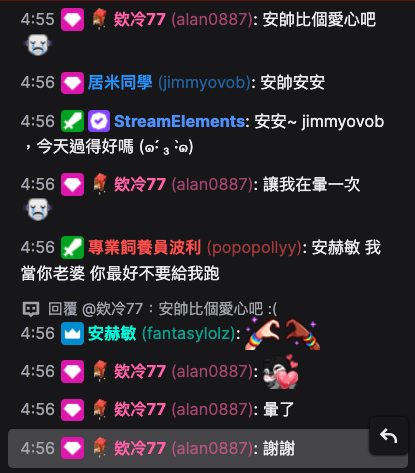 4:55 欸冷77 (alan0887): 安帥比個愛心吧
4:56 居米同學 (jimmyovob): 安帥安安
4:56 StreamElements: 安安~ jimmyovob
，今天過得好嗎 (๑•́ ₃ •̀๑)
4:56 欸冷77 (alan0887): 讓我在暈一次
4:56 專業飼養員波利 (popopollyy): 安赫敏 我
當你老婆 你最好不要給我跑
回覆 @欸冷77：安帥比個愛心吧 :(
4:56 安赫敏 (fantasylolz):
4:56 欸冷77 (alan0887):
4:56 欸冷77 (alan0887): 暈了
4:56 欸冷77 (alan0887): 謝謝